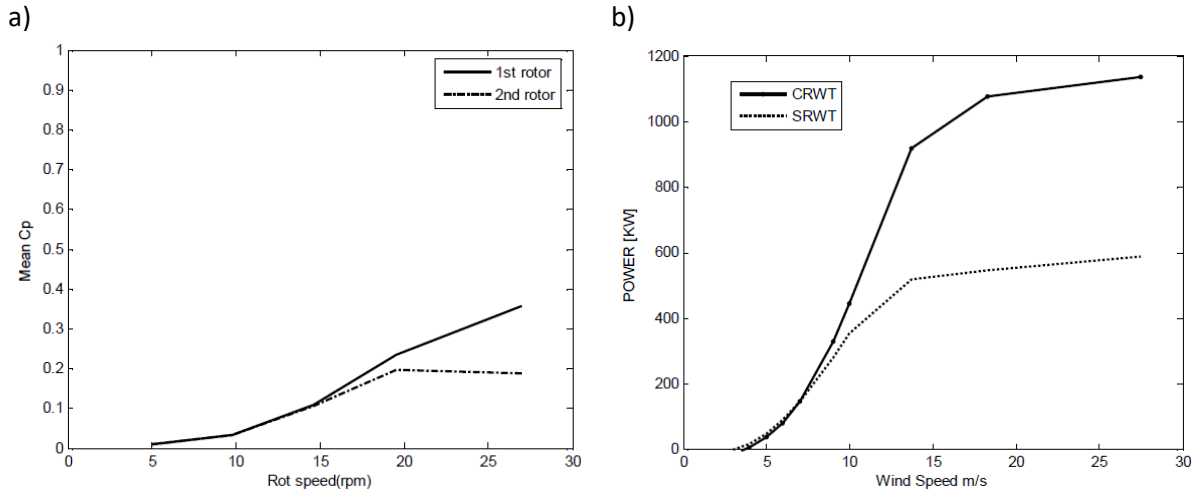 a)
1
0.9
0.8
0.7
0.6
0.5
0.4
0.3
0.2
0.1
0
Mean Cp
1st rotor
2nd rotor
0 5 10 15 20 25 30
Rot speed(rpm)
b)
1200
1000
800
600
400
200
0
POWER [KW]
CRWT
SRWT
0 5 10 15 20 25 30
Wind Speed m/s